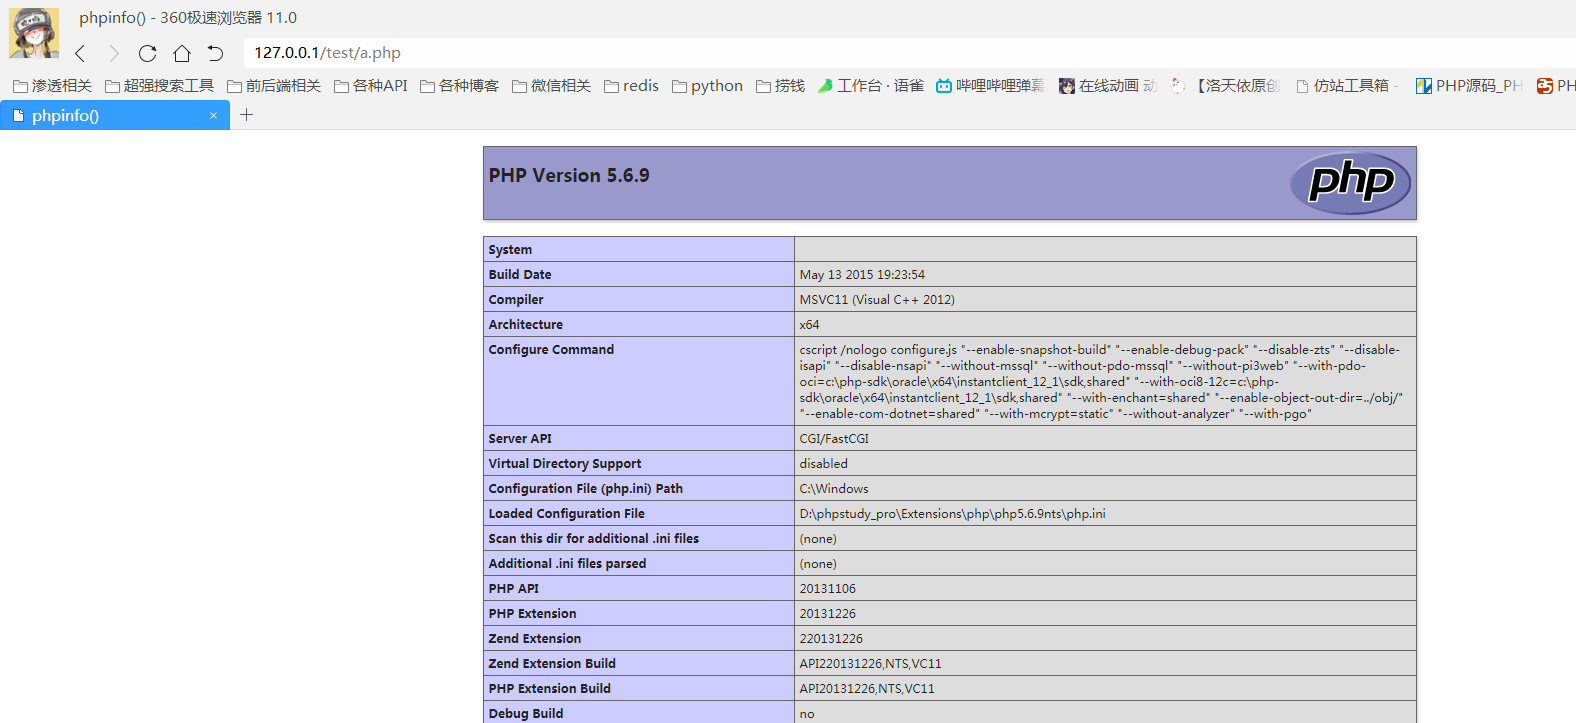 phpinfo() - 360极速浏览器 11.0
127.0.0.1/test/a.php
渗透相关 超强搜索工具 前后端相关 各种API 各种博客 微信相关 redis python 捞钱 工作台 · 语雀 哔哩哔哩弹幕 在线动画 动 【洛天依原创 仿站工具箱 - PHP源码_PH PH
phpinfo() × +
PHP Version 5.6.9
php
System
Build Date May 13 2015 19:23:54
Compiler MSVC11 (Visual C++ 2012)
Architecture x64
Configure Command cscript /nologo configure.js "--enable-snapshot-build" "--enable-debug-pack" "--disable-zts" "--disable-
isapi" "--disable-nsapi" "--without-mssql" "--without-pdo-mssql" "--without-pi3web" "--with-pdo-
oci=c:\php-sdk\oracle\x64\instantclient_12_1\sdk,shared" "--with-oci8-12c=c:\php-
sdk\oracle\x64\instantclient_12_1\sdk,shared" "--with-enchant=shared" "--enable-object-out-dir=../obj/"
"--enable-com-dotnet=shared" "--with-mcrypt=static" "--without-analyzer" "--with-pgo"
Server API CGI/FastCGI
Virtual Directory Support disabled
Configuration File (php.ini) Path C:\Windows
Loaded Configuration File D:\phpstudy_pro\Extensions\php\php5.6.9nts\php.ini
Scan this dir for additional .ini files (none)
Additional .ini files parsed (none)
PHP API 20131106
PHP Extension 20131226
Zend Extension 220131226
Zend Extension Build API220131226,NTS,VC11
PHP Extension Build API20131226,NTS,VC11
Debug Build no